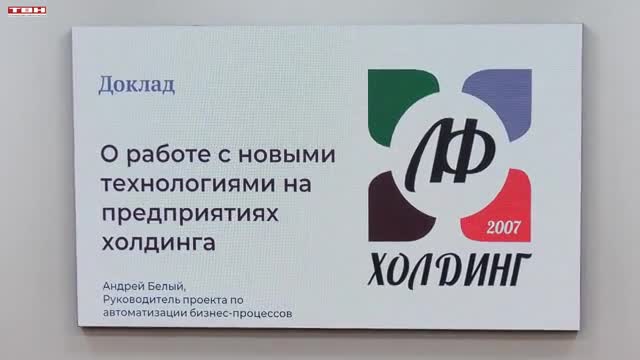 ТВН
Доклад
О работе с новыми
технологиями на
предприятиях
холдинга
Андрей Белый,
Руководитель проекта по
автоматизации бизнес-процессов
ЛФ
2007
ХОЛДИНГ